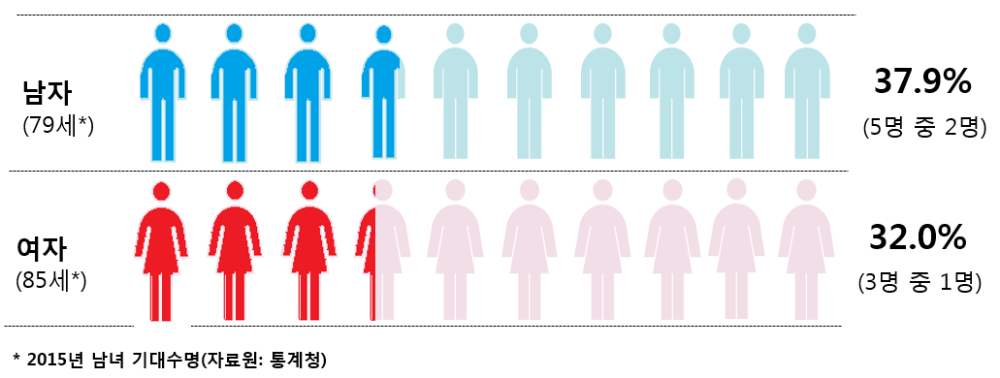 남자
(79세*)
37.9%
(5명 중 2명)
여자
(85세*)
32.0%
(3명 중 1명)
* 2015년 남녀 기대수명(자료원: 통계청)